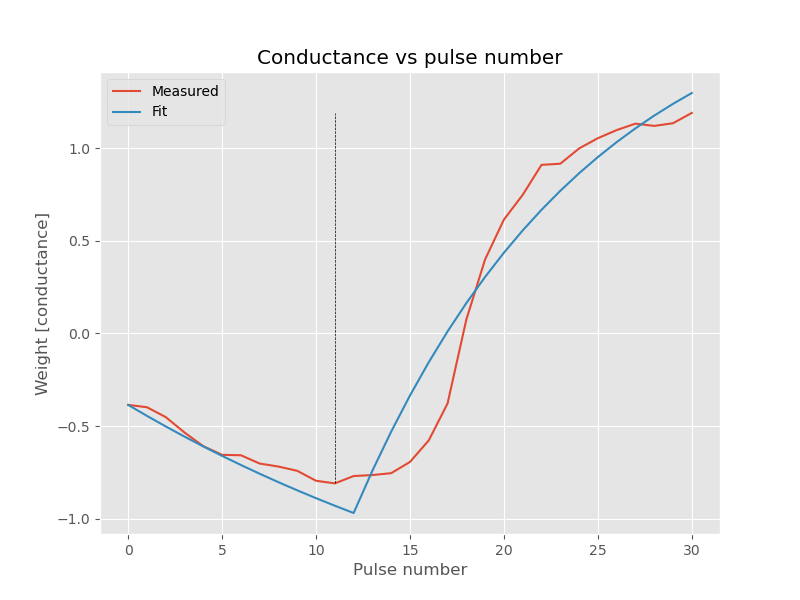 Conductance vs pulse number
Measured
Fit
1.0
0.5
0.0
−0.5
−1.0
Weight [conductance]
0 5 10 15 20 25 30
Pulse number